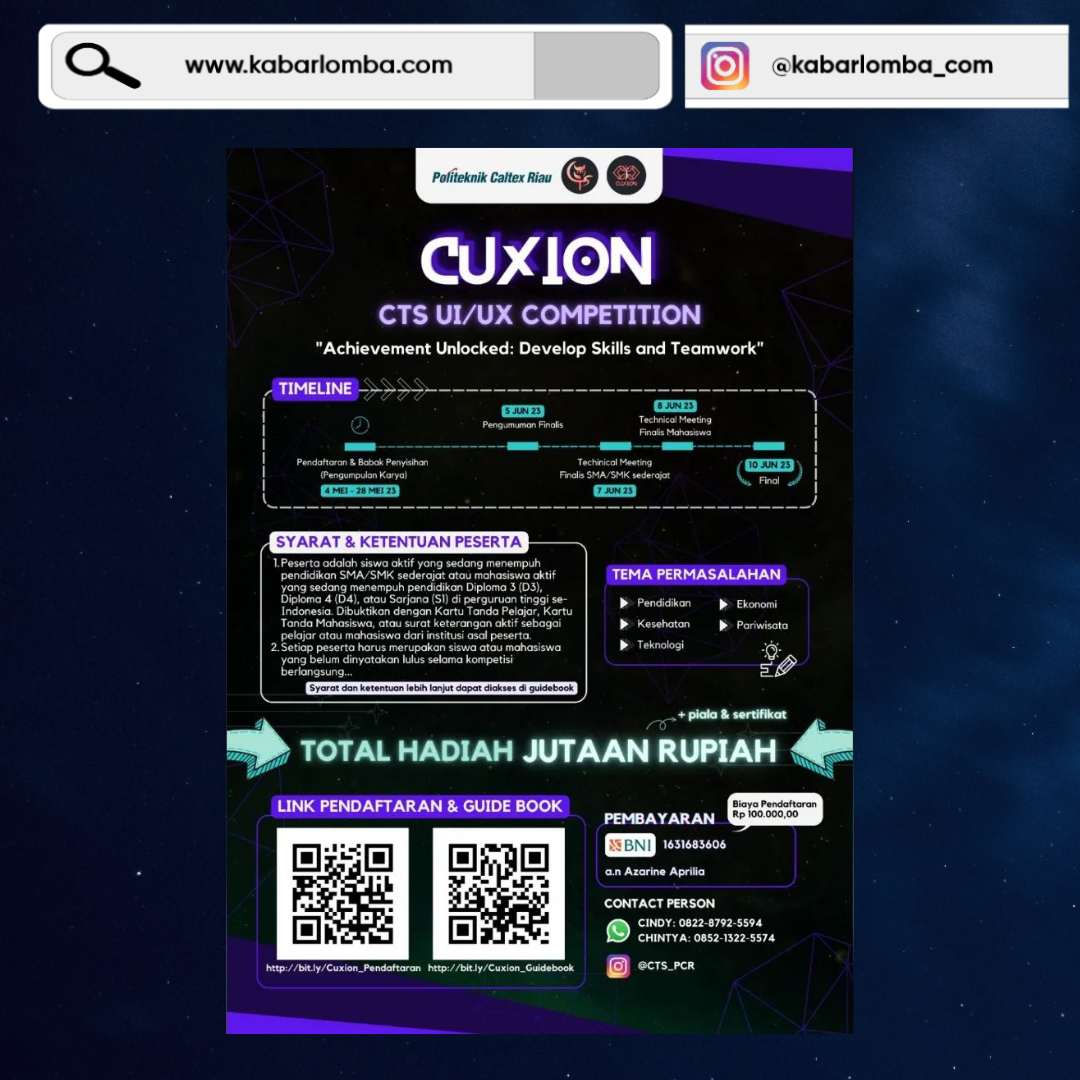 www.kabarlomba.com
@kabarlomba_com
Politeknik Caltex Riau
CUXION
CUXION
CTS UI/UX COMPETITION
"Achievement Unlocked: Develop Skills and Teamwork"
TIMELINE
Pendaftaran & Babak Penyisihan
(Pengumpulan Karya)
4 MEI - 28 MEI 23
5 JUN 23
Pengumuman Finalis
Techinical Meeting
Finalis SMA/SMK sederajat
7 JUN 23
8 JUN 23
Technical Meeting
Finalis Mahasiswa
10 JUN 23
Final
SYARAT & KETENTUAN PESERTA
1.Peserta adalah siswa aktif yang sedang menempuh
pendidikan SMA/SMK sederajat atau mahasiswa aktif
yang sedang menempuh pendidikan Diploma 3 (D3),
Diploma 4 (D4), atau Sarjana (S1) di perguruan tinggi se-
Indonesia. Dibuktikan dengan Kartu Tanda Pelajar, Kartu
Tanda Mahasiswa, atau surat keterangan aktif sebagai
pelajar atau mahasiswa dari institusi asal peserta.
2.Setiap peserta harus merupakan siswa atau mahasiswa
yang belum dinyatakan lulus selama kompetisi
berlangsung...
Syarat dan ketentuan lebih lanjut dapat diakses di guidebook
TEMA PERMASALAHAN
Pendidikan
Kesehatan
Teknologi
Ekonomi
Pariwisata
+ piala & sertifikat
TOTAL HADIAH JUTAAN RUPIAH
LINK PENDAFTARAN & GUIDE BOOK
http://bit.ly/Cuxion_Pendaftaran
http://bit.ly/Cuxion_Guidebook
PEMBAYARAN
Biaya Pendaftaran
Rp 100.000,00
BNI
1631683606
a.n Azarine Aprilia
CONTACT PERSON
CINDY: 0822-8792-5594
CHINTYA: 0852-1322-5574
@CTS_PCR